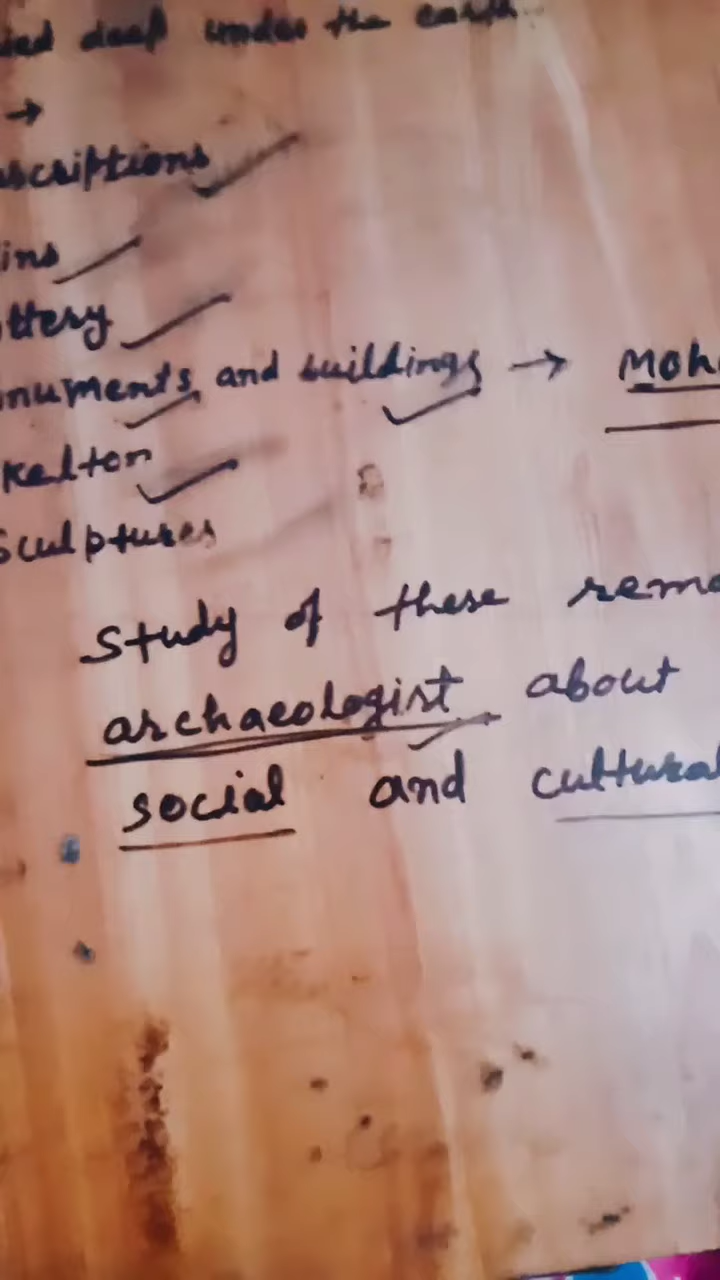 deep under the earth
→
scriptions
ins
ttery
numents and buildings → Moh
kelton
Sculptures
Study of these rema
archaeologist about
social and cultural